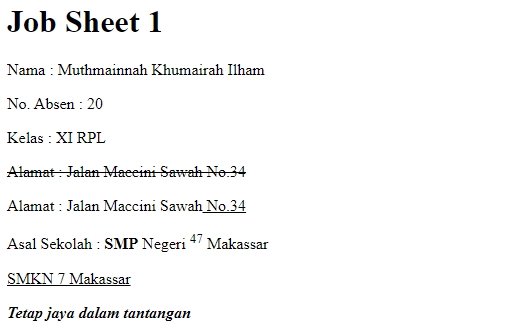 Job Sheet 1
Nama : Muthmainnah Khumairah Ilham
No. Absen : 20
Kelas : XI RPL
Alamat : Jalan Maccini Sawah No.34
Alamat : Jalan Maccini Sawah No.34
Asal Sekolah : SMP Negeri 47 Makassar
SMKN 7 Makassar
Tetap jaya dalam tantangan